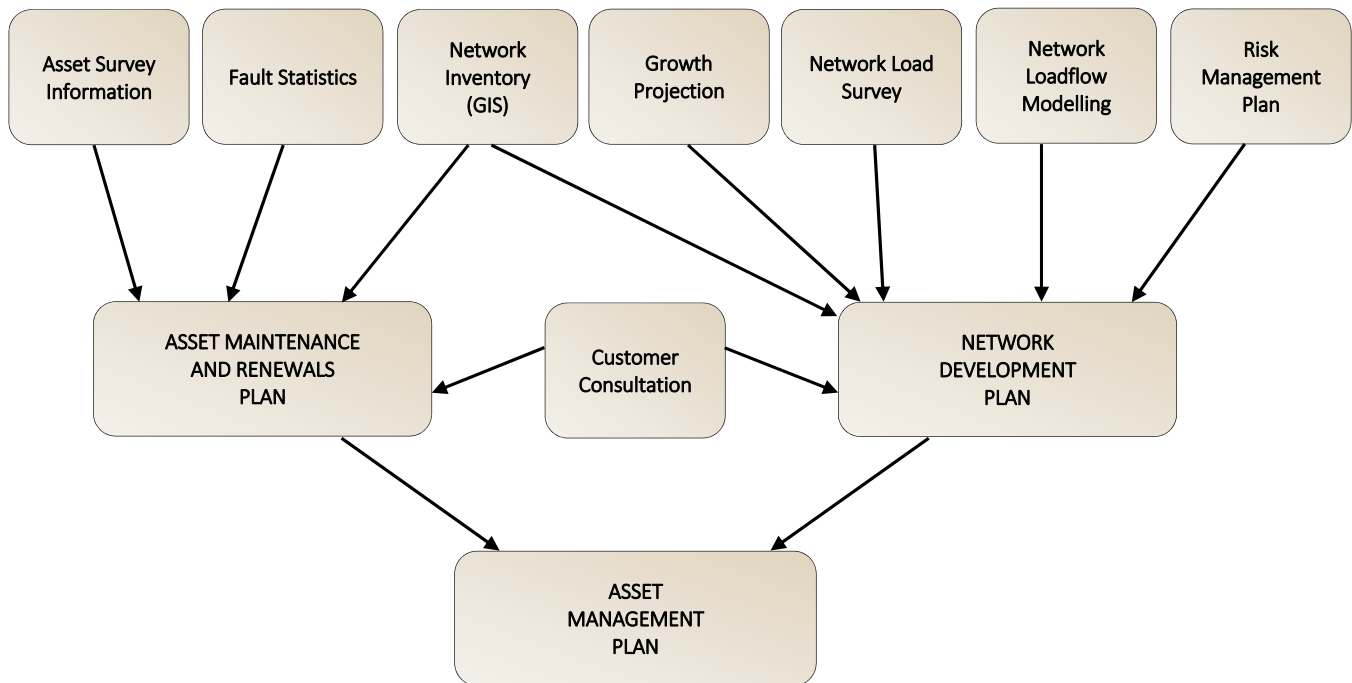 Asset Survey
Information
Fault Statistics
Network
Inventory
(GIS)
Growth
Projection
Network Load
Survey
Network
Loadflow
Modelling
Risk
Management
Plan
ASSET MAINTENANCE
AND RENEWALS
PLAN
Customer
Consultation
NETWORK
DEVELOPMENT
PLAN
ASSET
MANAGEMENT
PLAN